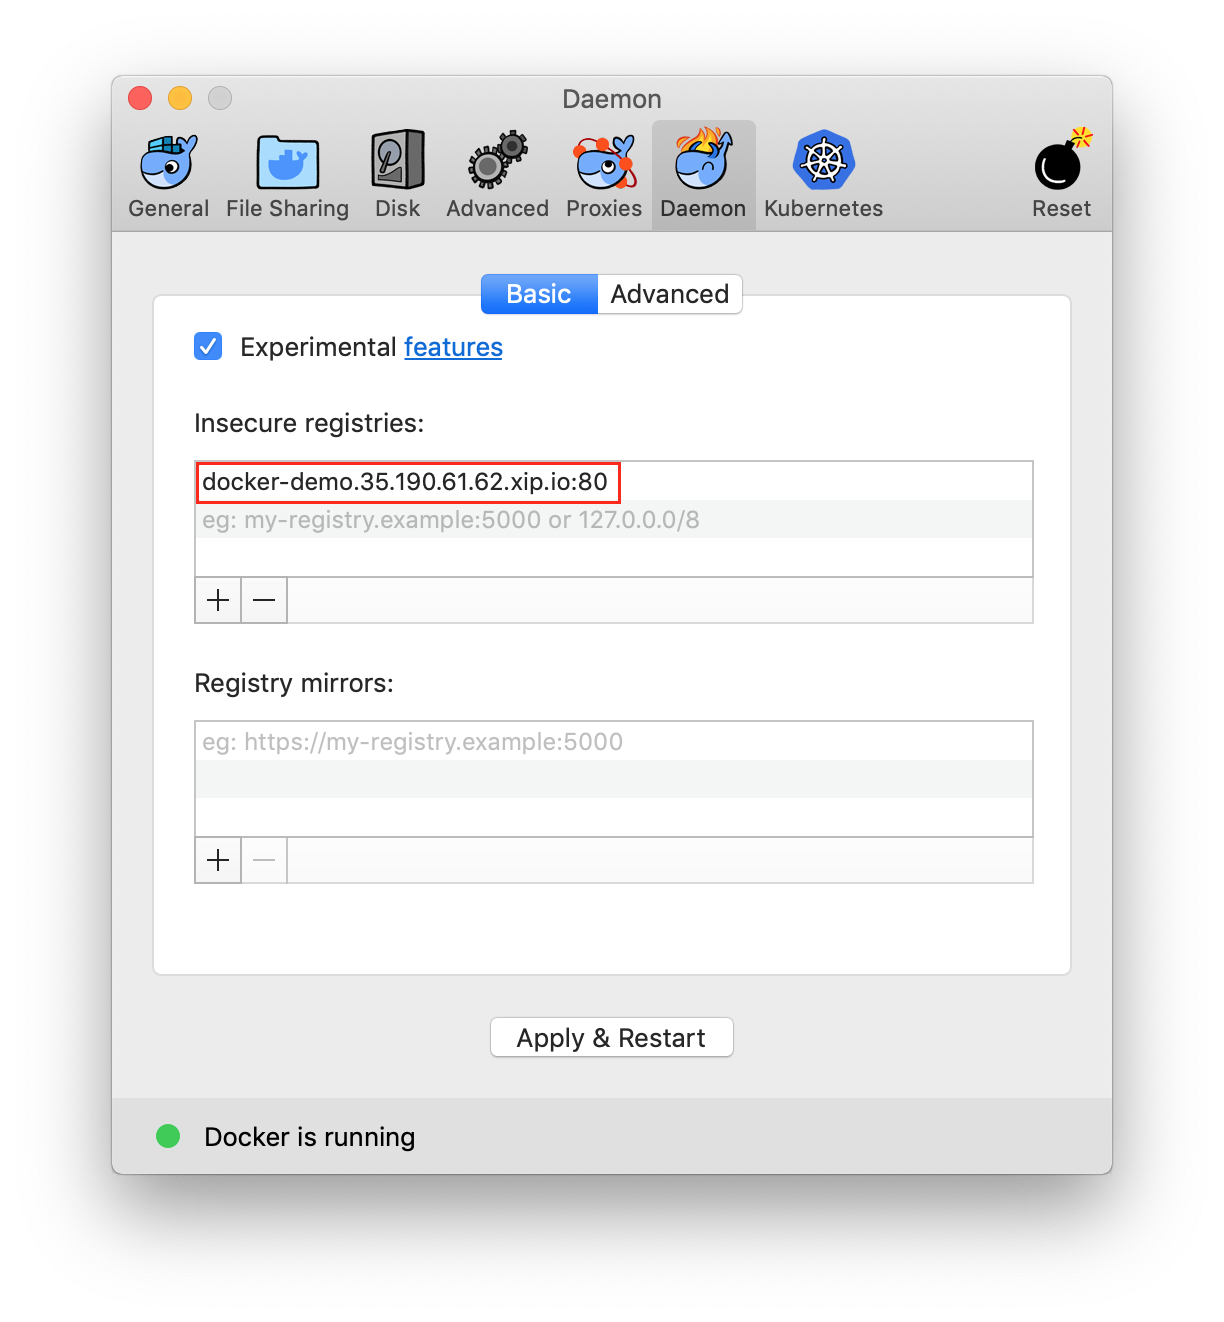 Daemon
General File Sharing Disk Advanced Proxies Daemon Kubernetes Reset
Basic Advanced
Experimental features
Insecure registries:
docker-demo.35.190.61.62.xip.io:80
eg: my-registry.example:5000 or 127.0.0.0/8
Registry mirrors:
eg: https://my-registry.example:5000
Apply & Restart
Docker is running